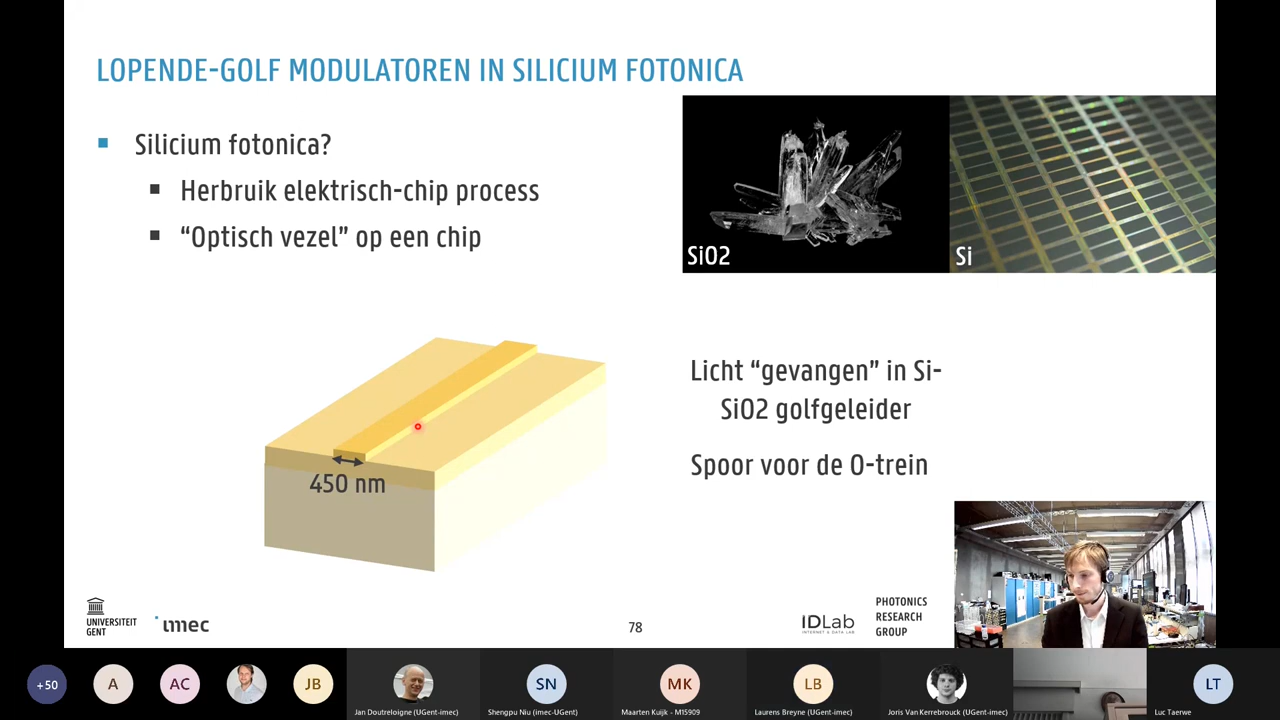 LOPENDE-GOLF MODULATOREN IN SILICIUM FOTONICA
Silicium fotonica?
Herbruik elektrisch-chip process
“Optisch vezel” op een chip
SiO2
Si
450 nm
Licht “gevangen” in Si-
SiO2 golfgeleider
Spoor voor de O-trein
UNIVERSITEIT
GENT
imec
78
IDLab
INTERNET & DATA LAB
PHOTONICS
RESEARCH
GROUP
+50
A
AC
JB
Jan Doutreloigne (UGent-imec)
SN
Shengpu Niu (imec-UGent)
MK
Maarten Kuijk - M15909
LB
Laurens Breyne (UGent-imec)
Joris Van Kerrebrouck (UGent-imec)
LT
Luc Taerwe